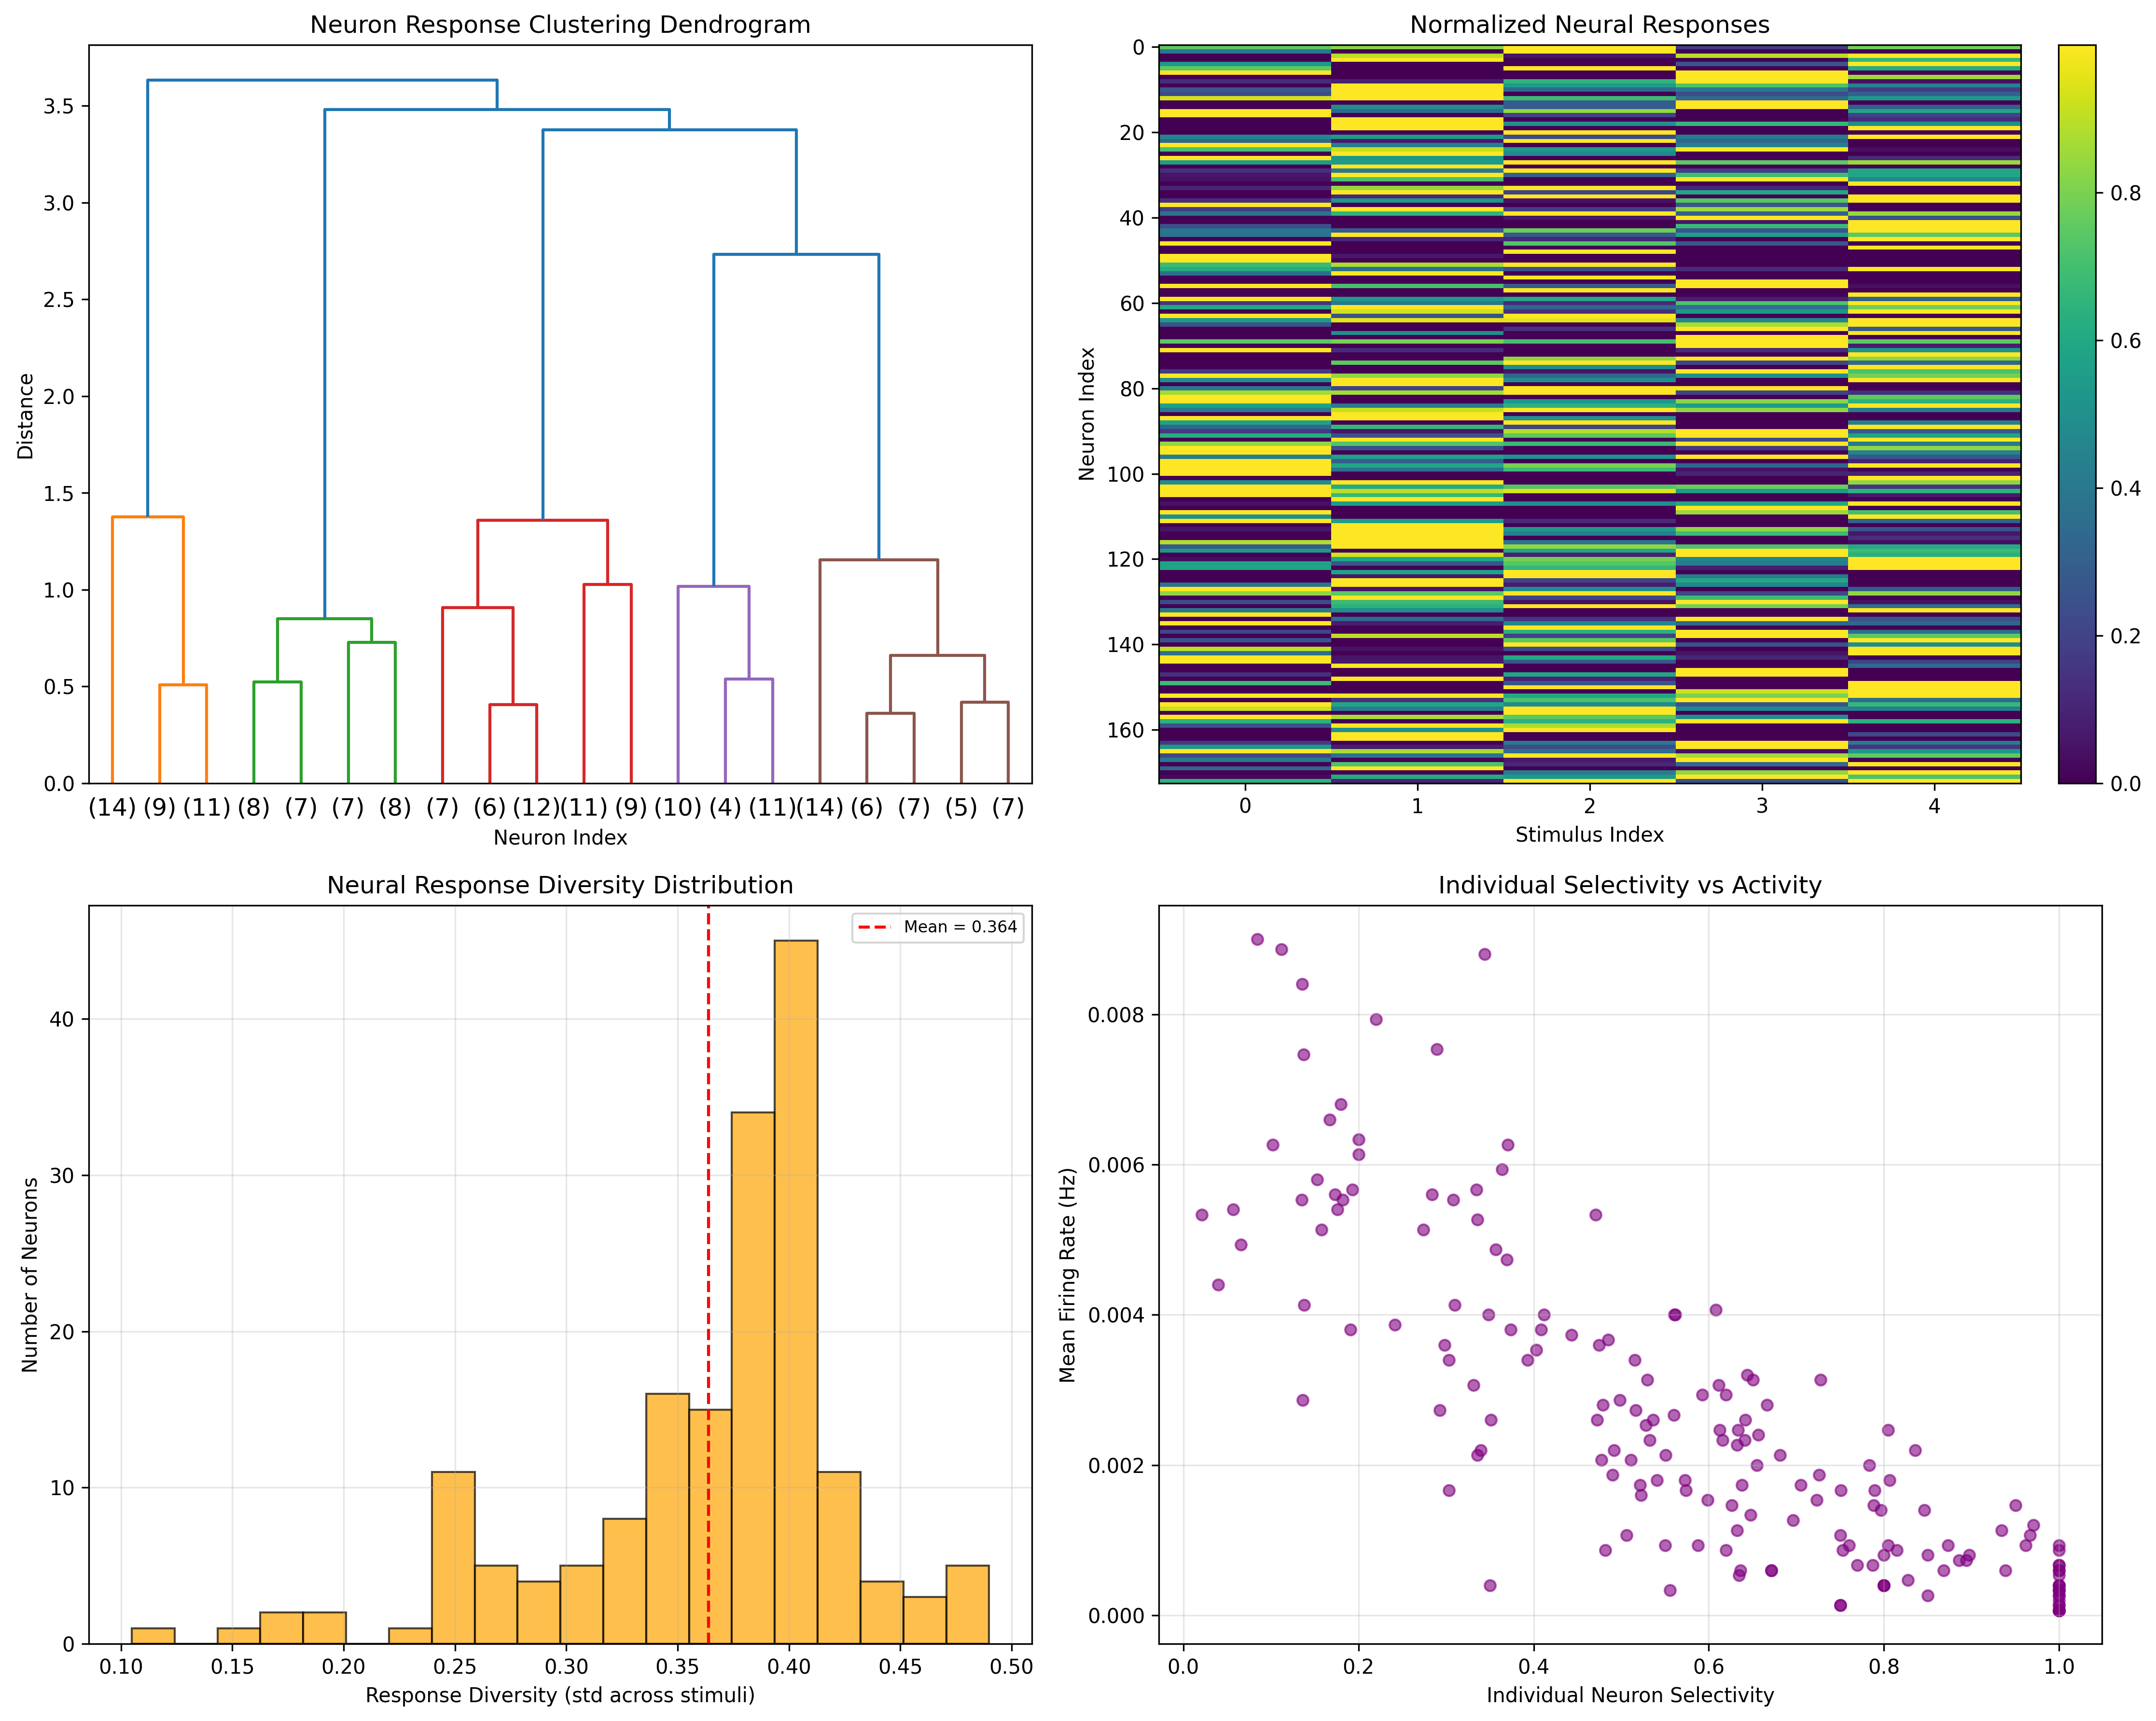 Neuron Response Clustering Dendrogram
Distance
3.5
3.0
2.5
2.0
1.5
1.0
0.5
0.0
(14) (9) (11) (8) (7) (7) (8) (7) (6) (12) (11) (9) (10) (4) (11) (14) (6) (7) (5) (7)
Neuron Index
Normalized Neural Responses
Neuron Index
0
20
40
60
80
100
120
140
160
0 1 2 3 4
Stimulus Index
0.8
0.6
0.4
0.2
0.0
Neural Response Diversity Distribution
Mean = 0.364
Number of Neurons
40
30
20
10
0
0.10 0.15 0.20 0.25 0.30 0.35 0.40 0.45 0.50
Response Diversity (std across stimuli)
Individual Selectivity vs Activity
Mean Firing Rate (Hz)
0.008
0.006
0.004
0.002
0.000
0.0 0.2 0.4 0.6 0.8 1.0
Individual Neuron Selectivity